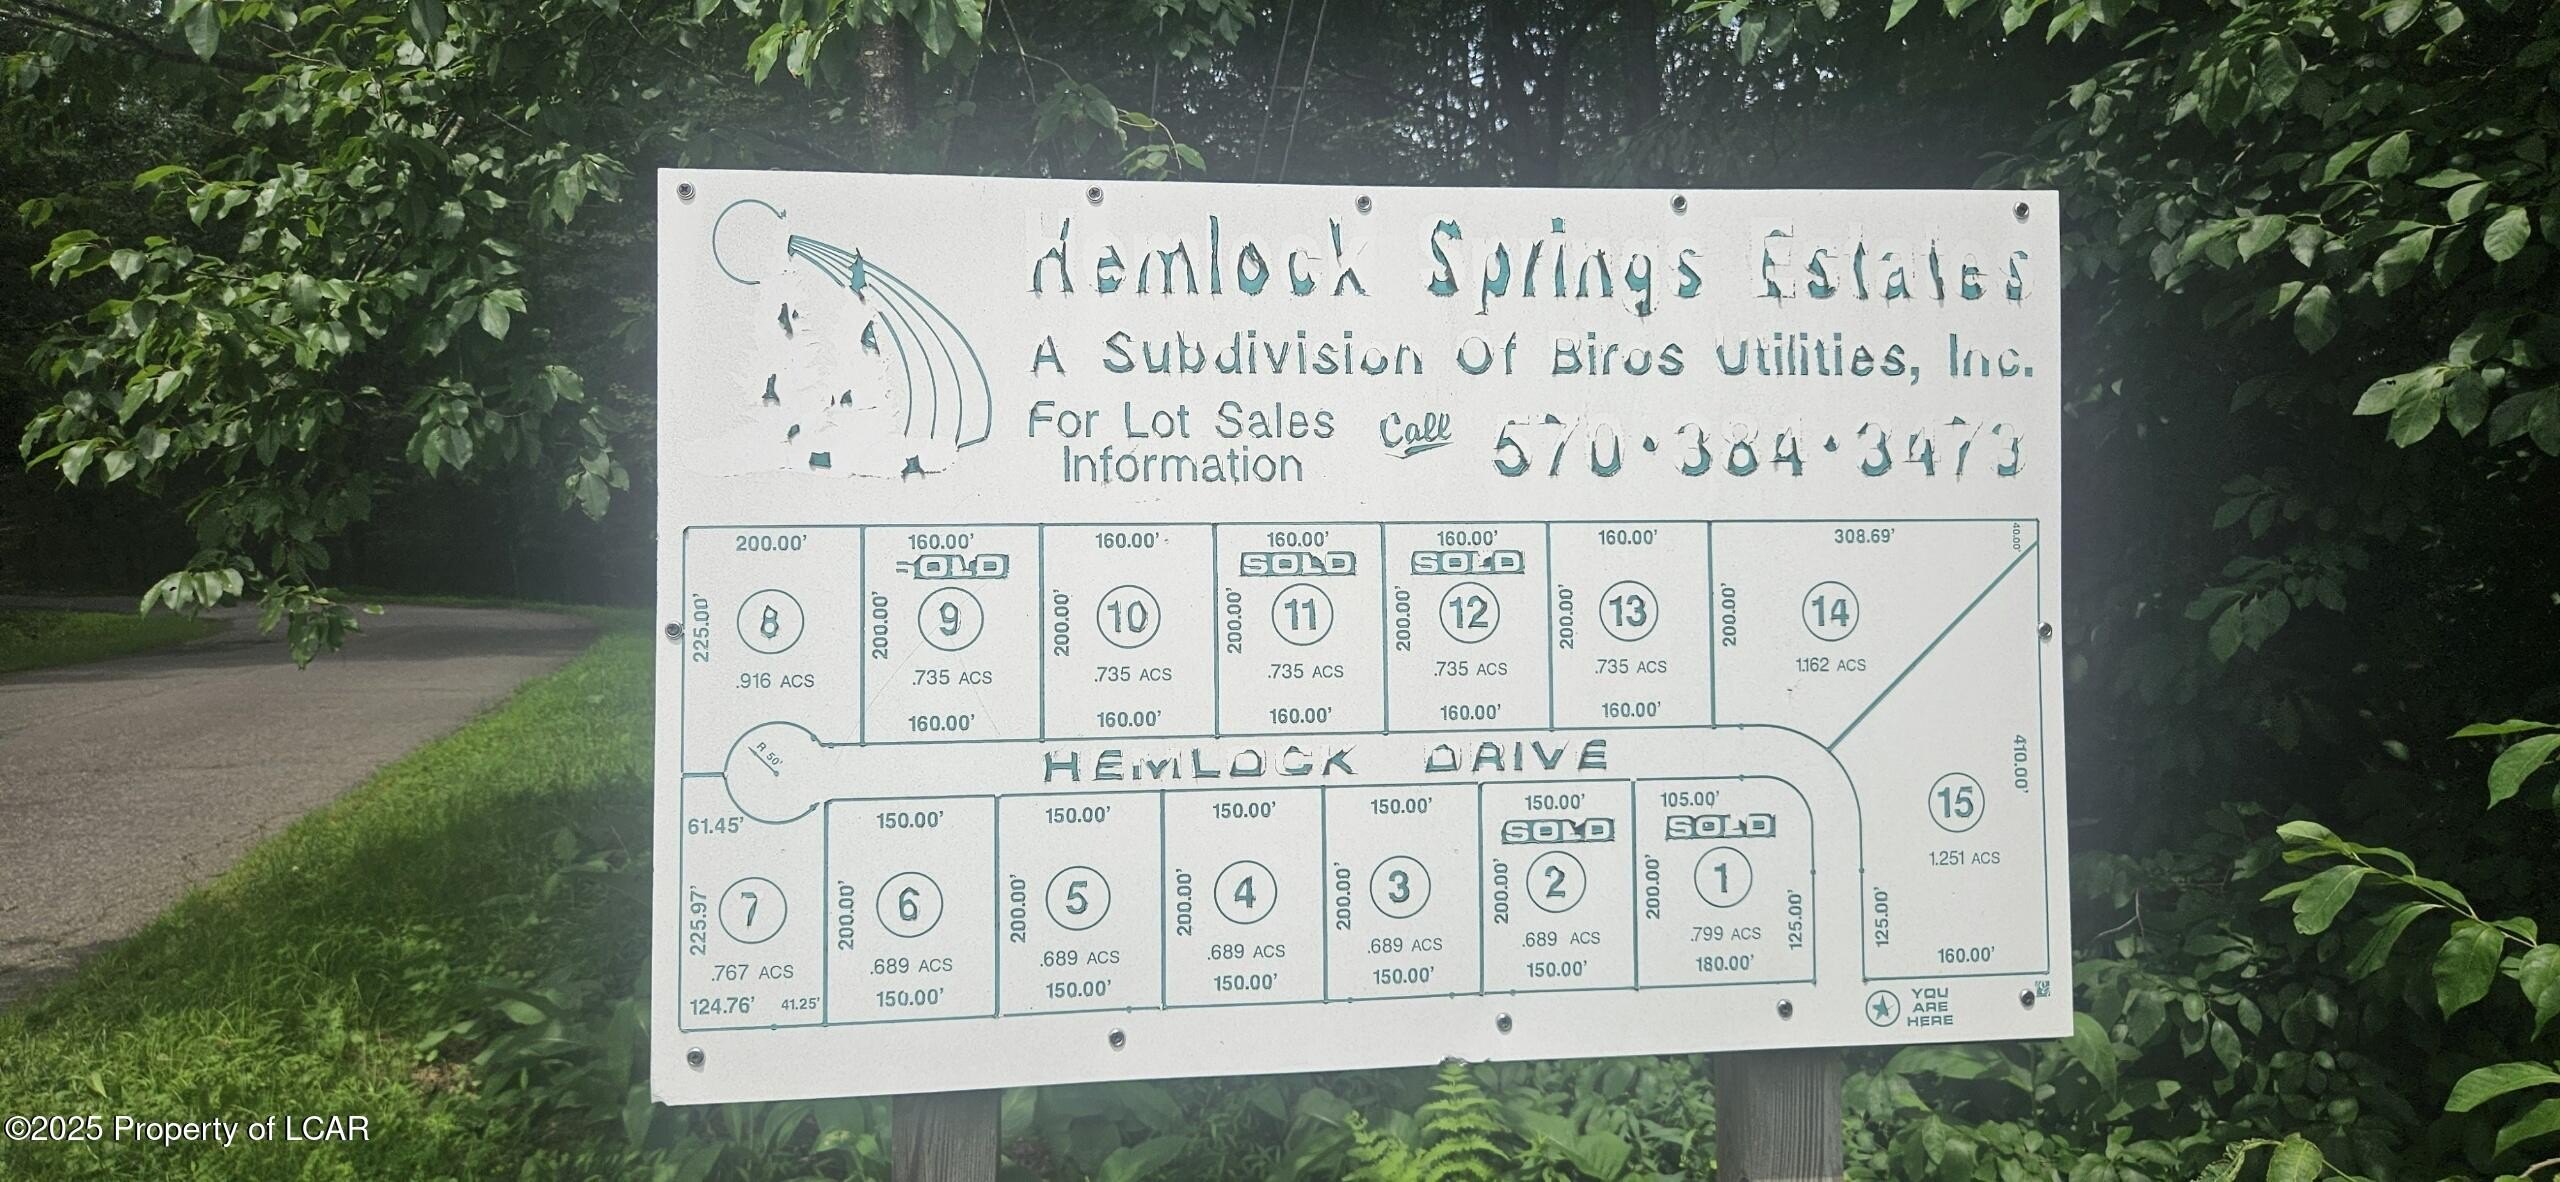 Hemlock Springs Estates
A Subdivision Of Biros Utilities, Inc.
For Lot Sales
Information
Call
570·384·3473
200.00'
225.00'
8
.916 ACS
160.00'
SOLD
200.00'
9
.735 ACS
160.00'
160.00'
200.00'
10
.735 ACS
160.00'
160.00'
SOLD
200.00'
11
.735 ACS
160.00'
160.00'
SOLD
200.00'
12
.735 ACS
160.00'
160.00'
200.00'
13
.735 ACS
160.00'
308.69'
40.00'
200.00'
14
1.162 ACS
R 50'
HEMLOCK DRIVE
61.45'
225.97'
7
.767 ACS
124.76' 41.25'
150.00'
200.00'
6
.689 ACS
150.00'
150.00'
200.00'
5
.689 ACS
150.00'
150.00'
200.00'
4
.689 ACS
150.00'
150.00'
200.00'
3
.689 ACS
150.00'
150.00'
SOLD
200.00'
2
.689 ACS
150.00'
105.00'
SOLD
200.00'
1
.799 ACS
180.00'
125.00'
410.00'
15
1.251 ACS
125.00'
160.00'
YOU
ARE
HERE
©2025 Property of LCAR